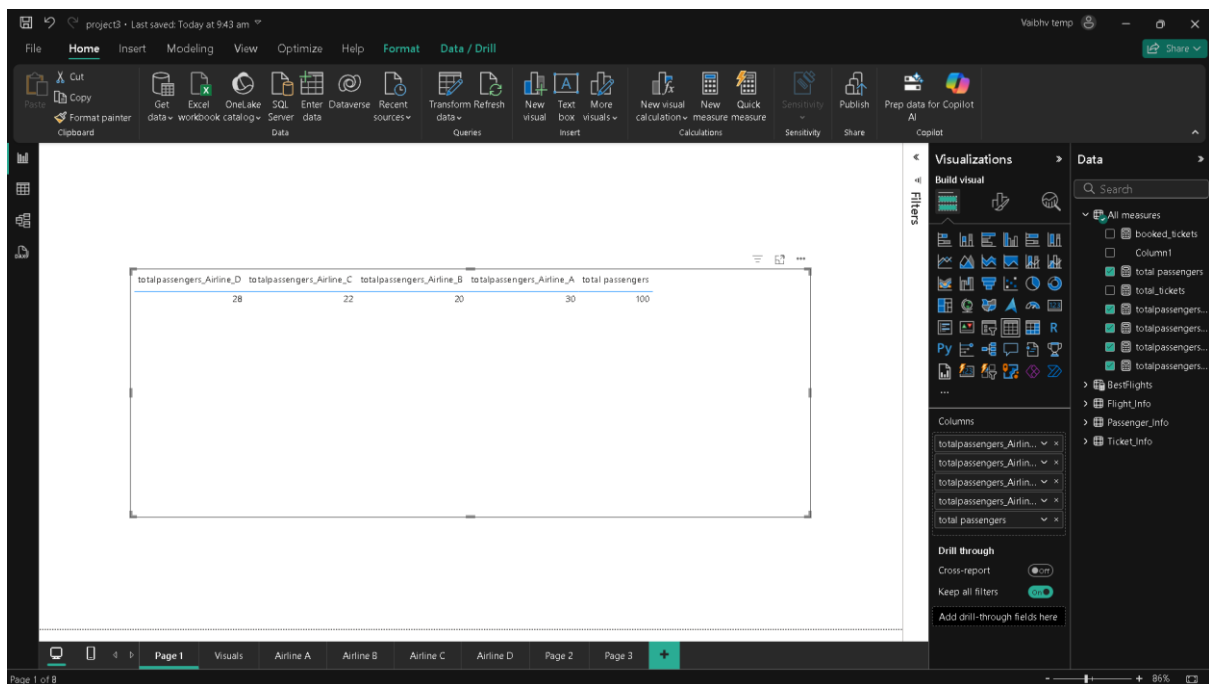 project3 • Last saved: Today at 9:43 am
Vaibhv temp
File Home Insert Modeling View Optimize Help Format Data / Drill
Share
Paste
Cut
Copy
Format painter
Clipboard
Get data
Excel workbook
OneLake catalog
SQL Server
Enter data
Dataverse
Recent sources
Data
Transform data
Refresh
Queries
New visual
Text box
More visuals
Insert
New visual calculation
New measure
Quick measure
Calculations
Sensitivity
Sensitivity
Publish
Share
Prep data for AI
Copilot
Copilot
totalpassengers_Airline_D totalpassengers_Airline_C totalpassengers_Airline_B totalpassengers_Airline_A total passengers
28 22 20 30 100
Filters
Visualizations
Build visual
R
Py
...
Columns
totalpassengers_Airlin...
totalpassengers_Airlin...
totalpassengers_Airlin...
totalpassengers_Airlin...
total passengers
Drill through
Cross-report Off
Keep all filters On
Add drill-through fields here
Data
Search
All measures
booked_tickets
Column1
total passengers
total_tickets
totalpassengers...
totalpassengers...
totalpassengers...
totalpassengers...
BestFlights
Flight_Info
Passenger_Info
Ticket_Info
Page 1 Visuals Airline A Airline B Airline C Airline D Page 2 Page 3 +
Page 1 of 8
- + 86%